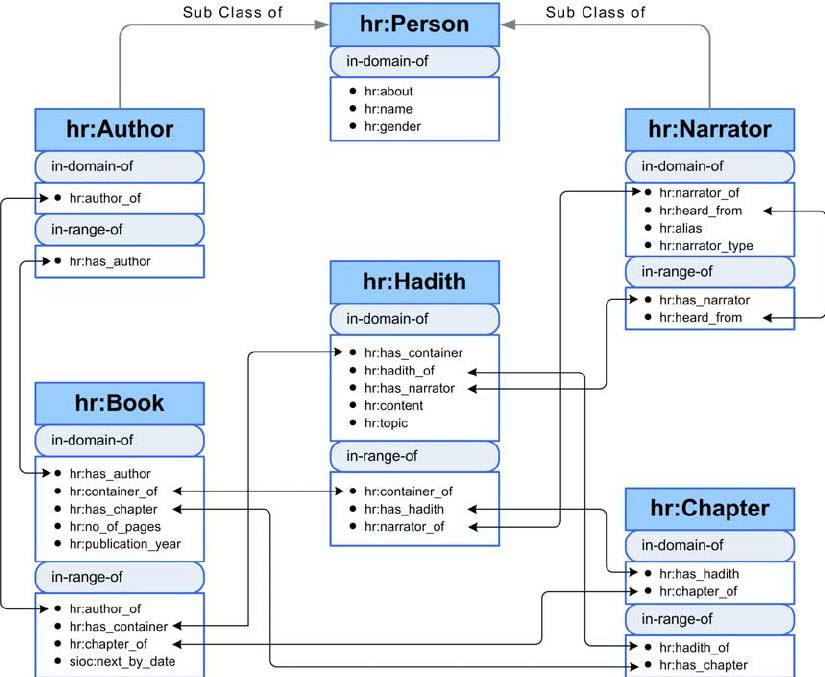 Sub Class of
Sub Class of
hr:Person
in-domain-of
hr:about
hr:name
hr:gender
hr:Author
in-domain-of
hr:author_of
in-range-of
hr:has_author
hr:Narrator
in-domain-of
hr:narrator_of
hr:heard_from
hr:alias
hr:narrator_type
in-range-of
hr:has_narrator
hr:heard_from
hr:Hadith
in-domain-of
hr:has_container
hr:hadith_of
hr:has_narrator
hr:content
hr:topic
in-range-of
hr:container_of
hr:has_hadith
hr:narrator_of
hr:Book
in-domain-of
hr:has_author
hr:container_of
hr:has_chapter
hr:no_of_pages
hr:publication_year
in-range-of
hr:author_of
hr:has_container
hr:chapter_of
sioc:next_by_date
hr:Chapter
in-domain-of
hr:has_hadith
hr:chapter_of
in-range-of
hr:hadith_of
hr:has_chapter